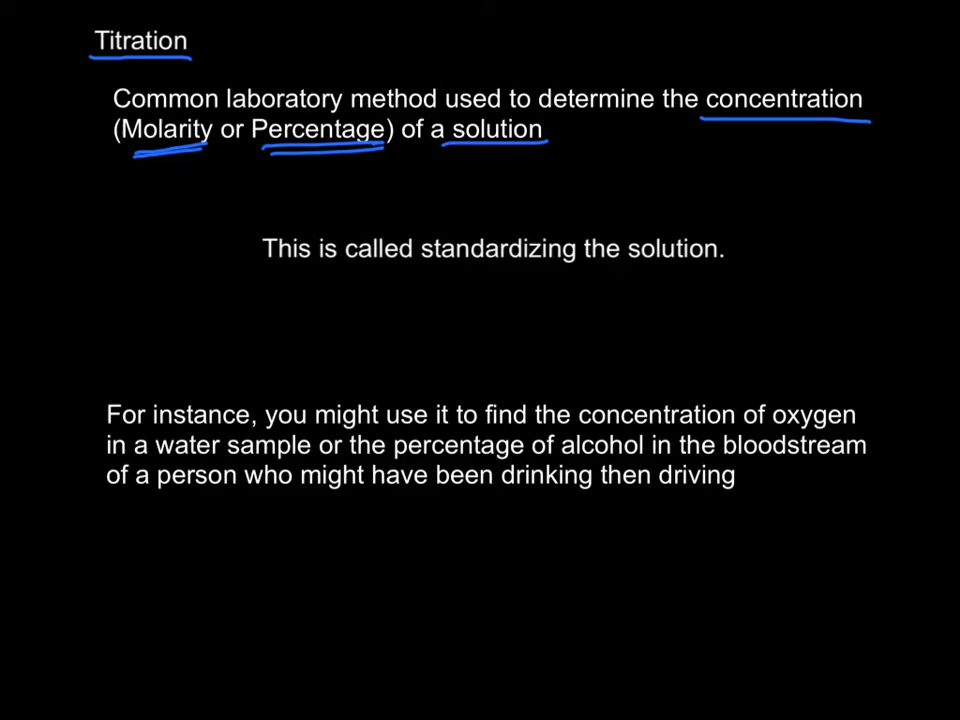 Titration
Common laboratory method used to determine the concentration
(Molarity or Percentage) of a solution
This is called standardizing the solution.
For instance, you might use it to find the concentration of oxygen
in a water sample or the percentage of alcohol in the bloodstream
of a person who might have been drinking then driving